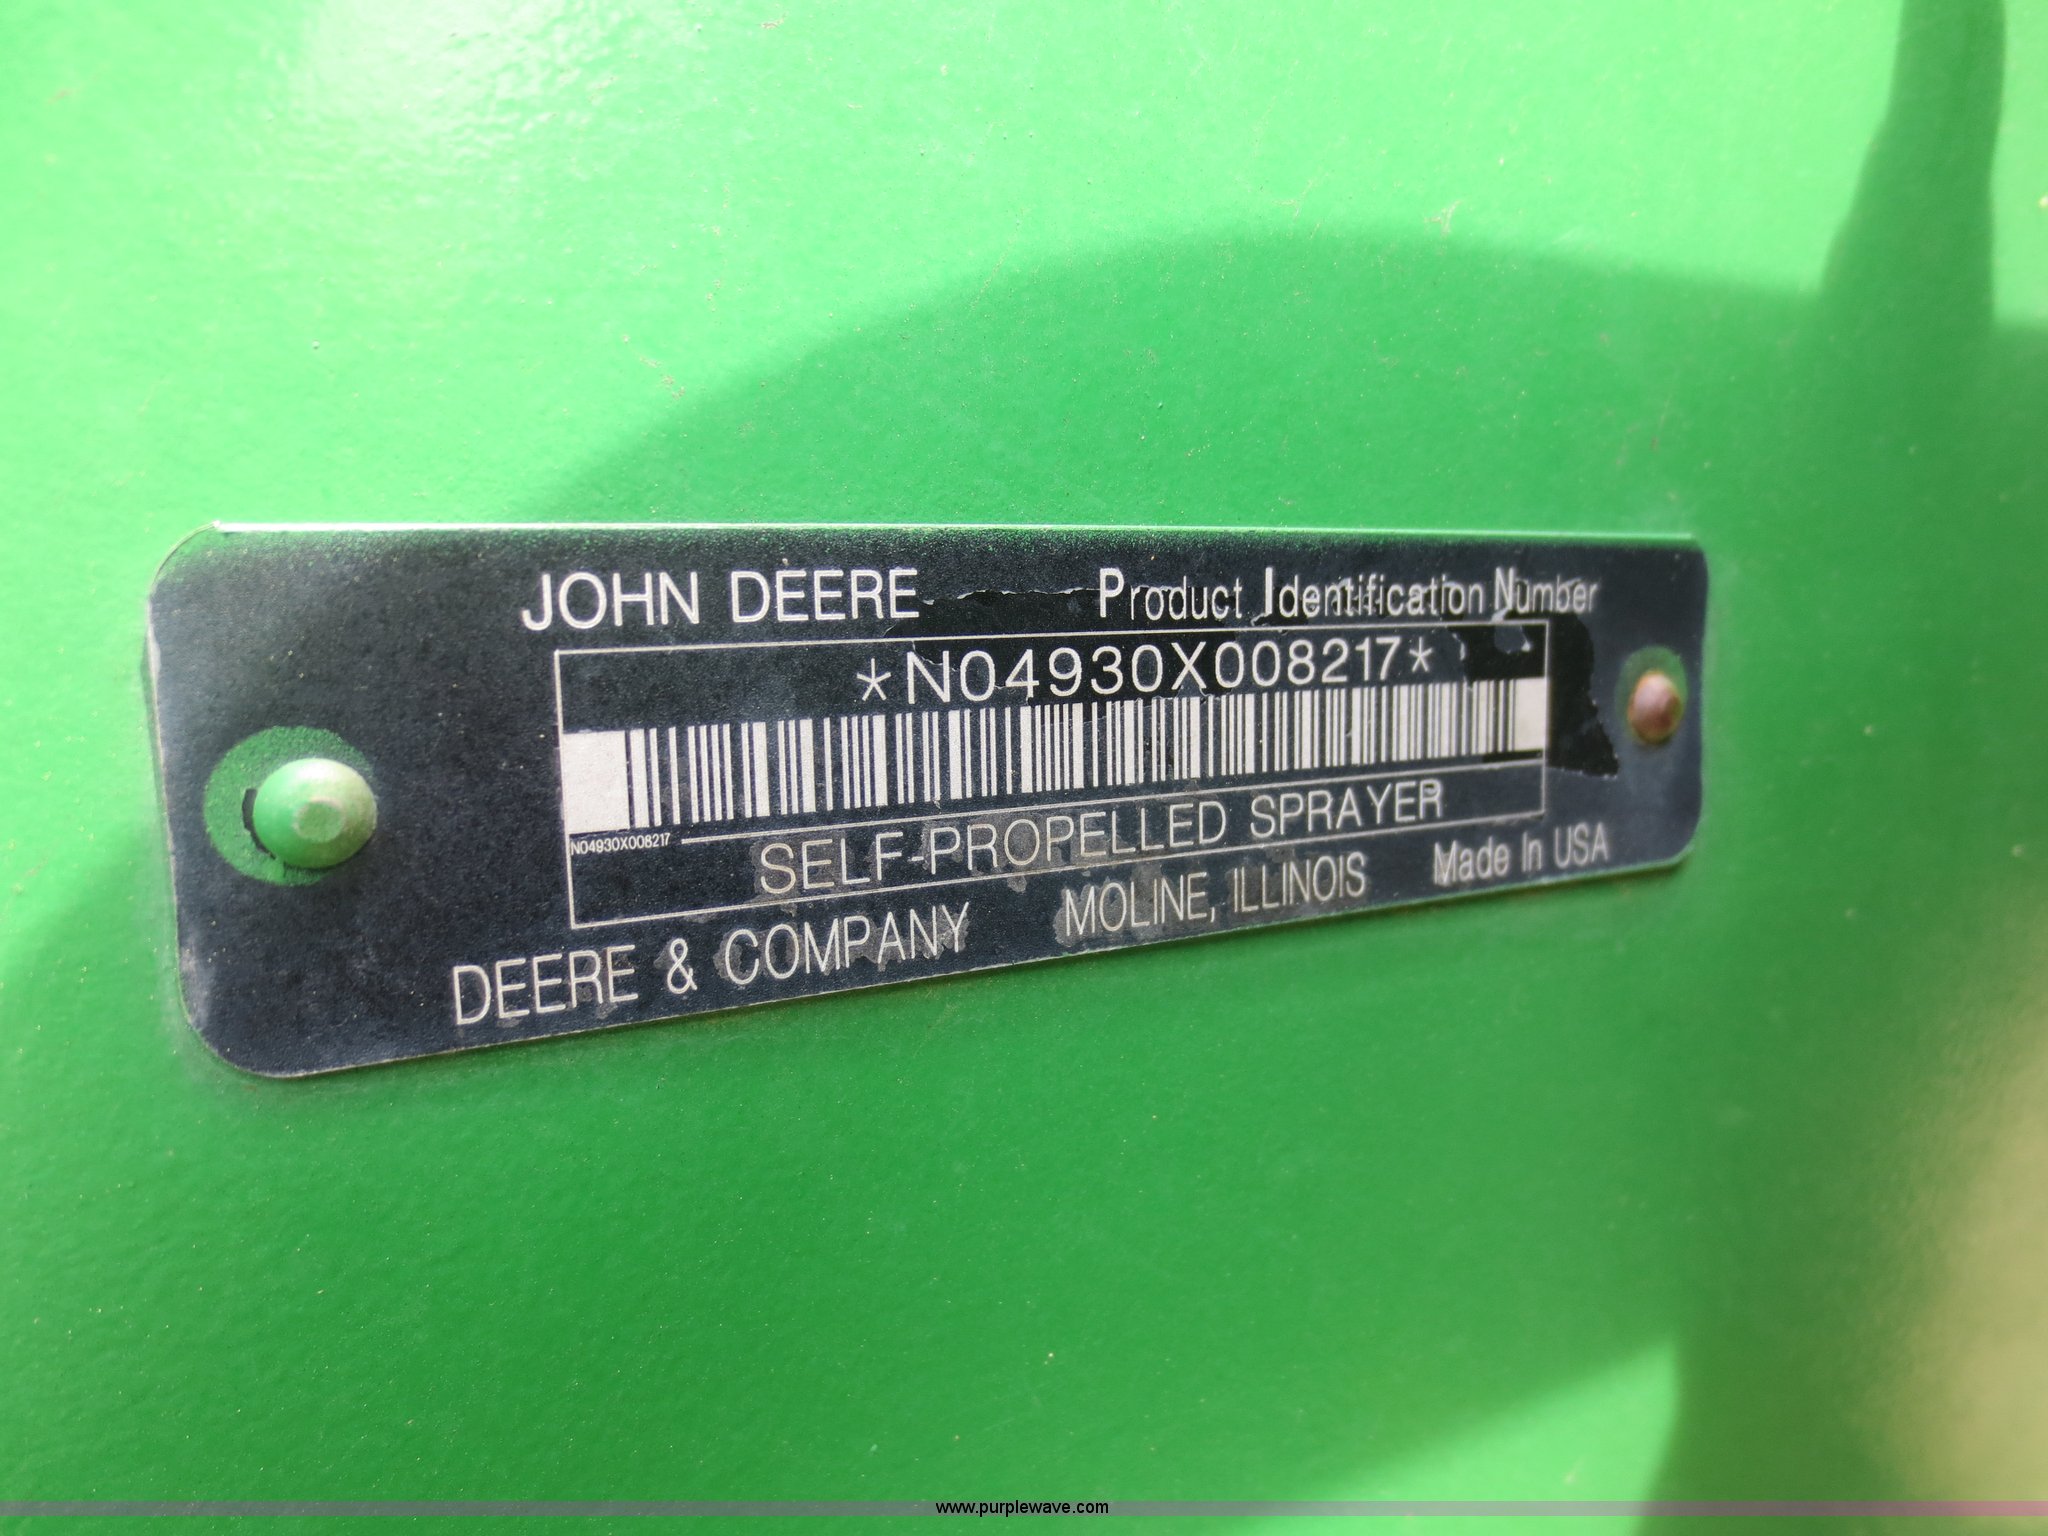 JOHN DEERE Product Identification Number
*N04930X008217*
N04930X008217
SELF-PROPELLED SPRAYER
DEERE & COMPANY MOLINE, ILLINOIS Made In USA
www.purplewave.com